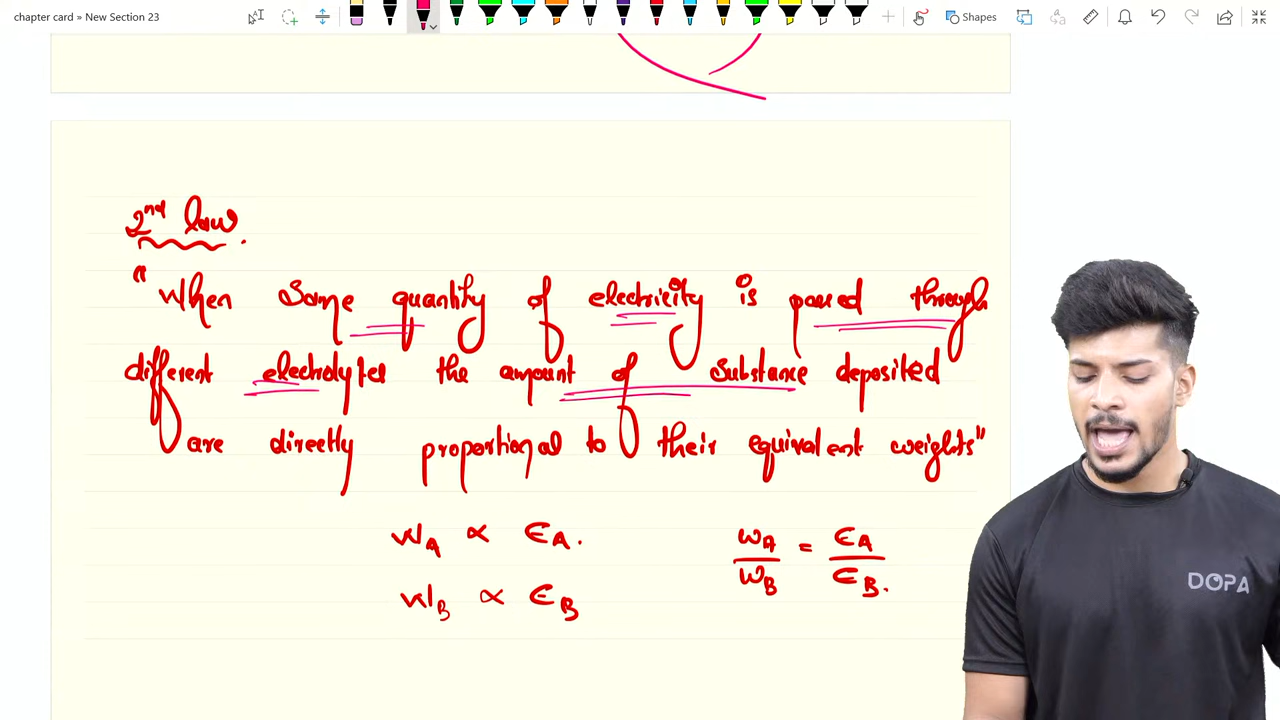 chapter card » New Section 23
Shapes
2nd law.
"When Same quantity of electricity is passed through
different electrolytes the amount of Substance deposited
are directly proportional to their equivalent weights"
WA ∝ EA.
WB ∝ EB
WA/WB = EA/EB.
DOPA